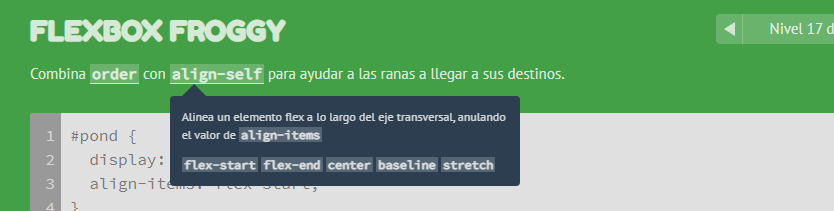 FLEXBOX FROGGY
Nivel 17 d
Combina order con align-self para ayudar a las ranas a llegar a sus destinos.
Alinea un elemento flex a lo largo del eje transversal, anulando
el valor de align-items
flex-start flex-end center baseline stretch
1 #pond {
2 display:
3 align-items: flex-start;
4 }